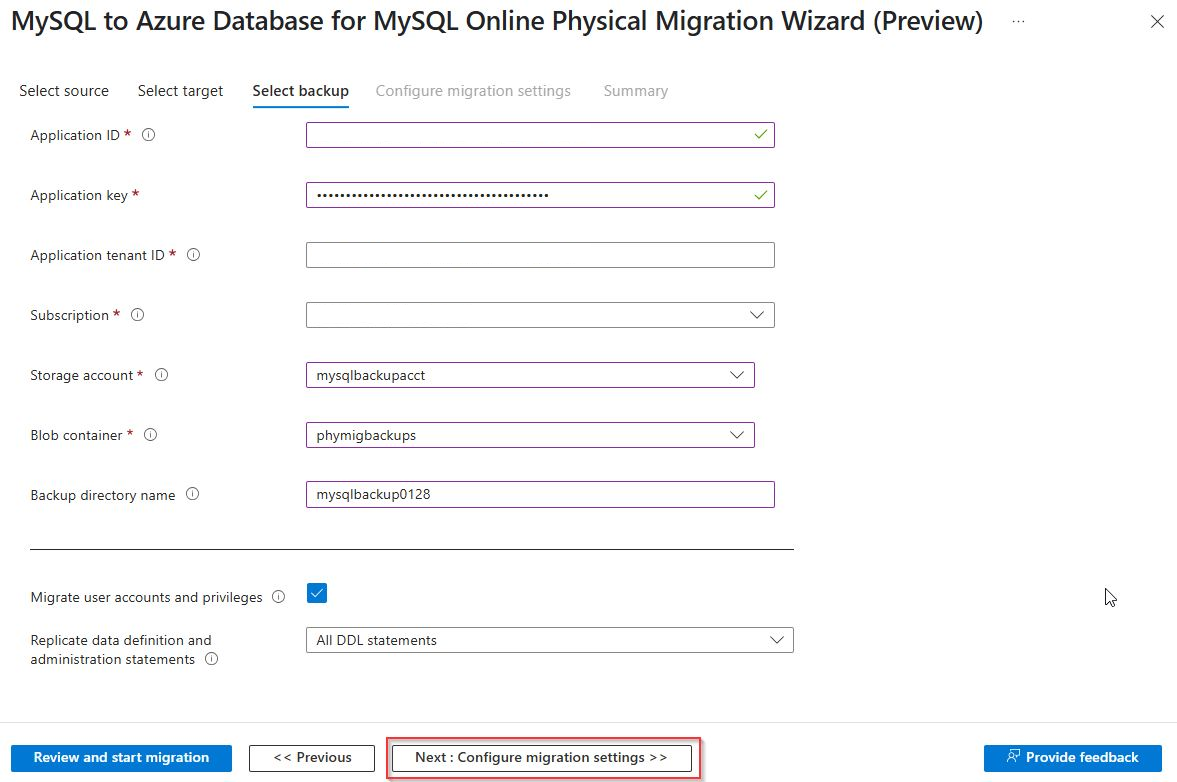 MySQL to Azure Database for MySQL Online Physical Migration Wizard (Preview) ...
Select source Select target Select backup Configure migration settings Summary
Application ID *
Application key * ••••••••••••••••••••••••••••••••••••••••
Application tenant ID *
Subscription *
Storage account * mysqlbackupacct
Blob container * phymigbackups
Backup directory name mysqlbackup0128
Migrate user accounts and privileges
Replicate data definition and
administration statements
All DDL statements
Review and start migration << Previous Next : Configure migration settings >> Provide feedback